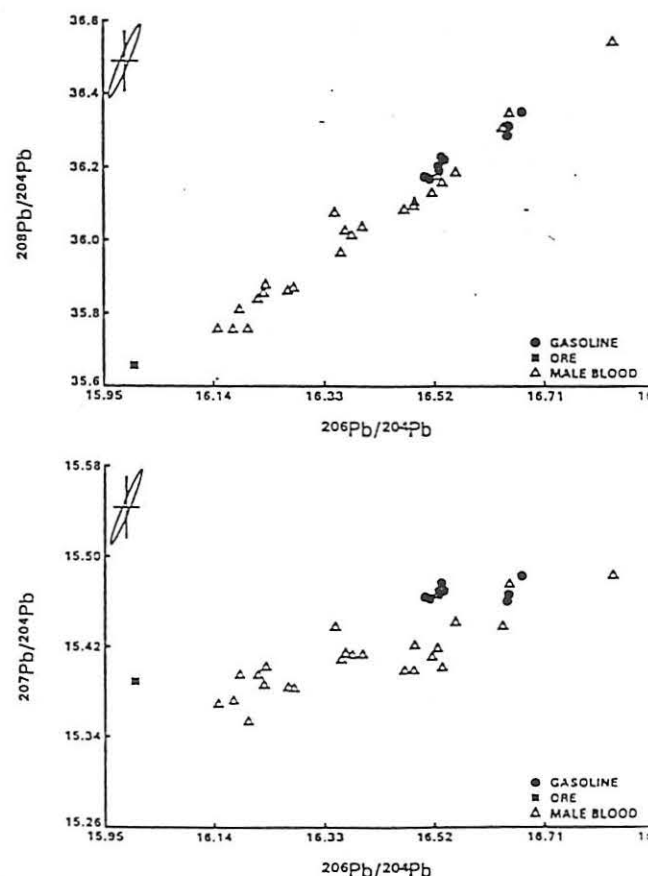 36.8
36.4
36.2
36.0
35.8
35.6
²⁰⁸Pb/²⁰⁴Pb
GASOLINE
ORE
MALE BLOOD
15.95 16.14 16.33 16.52 16.71
²⁰⁶Pb/²⁰⁴Pb
15.58
15.50
15.42
15.34
15.26
²⁰⁷Pb/²⁰⁴Pb
GASOLINE
ORE
MALE BLOOD
15.95 16.14 16.33 16.52 16.71
²⁰⁶Pb/²⁰⁴Pb